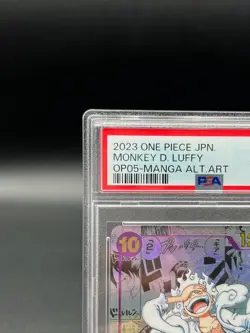 2023 ONE PIECE JPN.
MONKEY D. LUFFY
OP05-MANGA ALT.ART
PSA
10